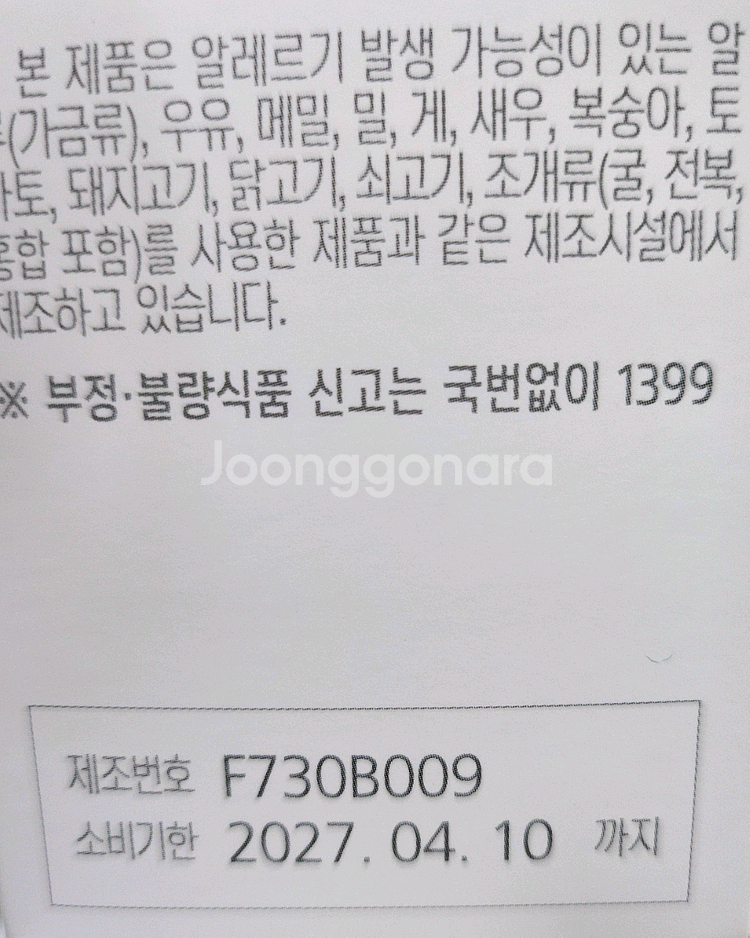 본 제품은 알레르기 발생 가능성이 있는 알
(가금류), 우유, 메밀, 밀, 게, 새우, 복숭아, 토
마토, 돼지고기, 닭고기, 쇠고기, 조개류(굴, 전복,
홍합 포함)를 사용한 제품과 같은 제조시설에서
제조하고 있습니다.
※ 부정·불량식품 신고는 국번없이 1399
Joonggonara
제조번호 F730B009
소비기한 2027. 04. 10 까지